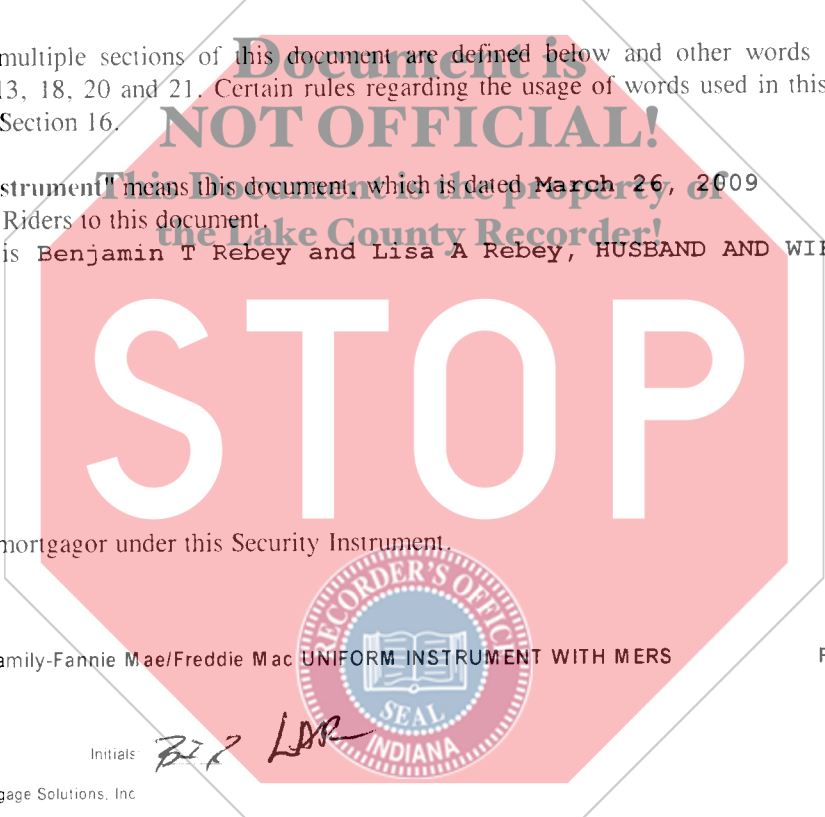 multiple sections of this document are defined below and other words
13, 18, 20 and 21. Certain rules regarding the usage of words used in this
Section 16.
Document is
NOT OFFICIAL!
This Document is the property of
the Lake County Recorder!
strument" means this document, which is dated March 26, 2009
Riders to this document.
is Benjamin T Rebey and Lisa A Rebey, HUSBAND AND WIF
STOP
mortgagor under this Security Instrument.
RECORDER'S OFFICE
SEAL
INDIANA
amily-Fannie Mae/Freddie Mac UNIFORM INSTRUMENT WITH MERS
Initials: BTR LAR
gage Solutions, Inc